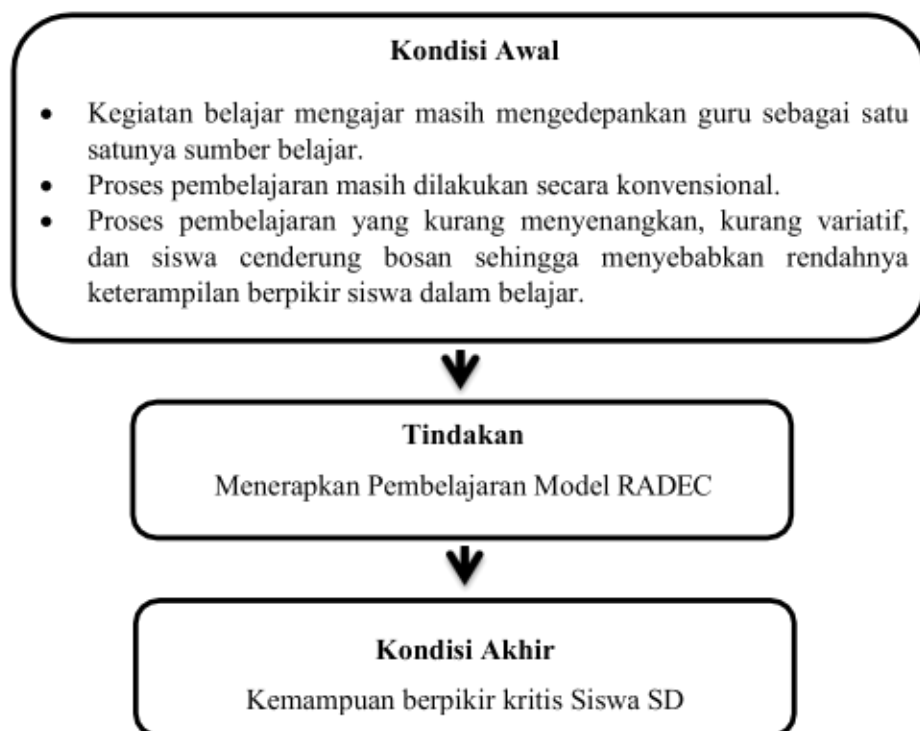 Kondisi Awal
• Kegiatan belajar mengajar masih mengedepankan guru sebagai satu
satunya sumber belajar.
• Proses pembelajaran masih dilakukan secara konvensional.
• Proses pembelajaran yang kurang menyenangkan, kurang variatif,
dan siswa cenderung bosan sehingga menyebabkan rendahnya
keterampilan berpikir siswa dalam belajar.
Tindakan
Menerapkan Pembelajaran Model RADEC
Kondisi Akhir
Kemampuan berpikir kritis Siswa SD